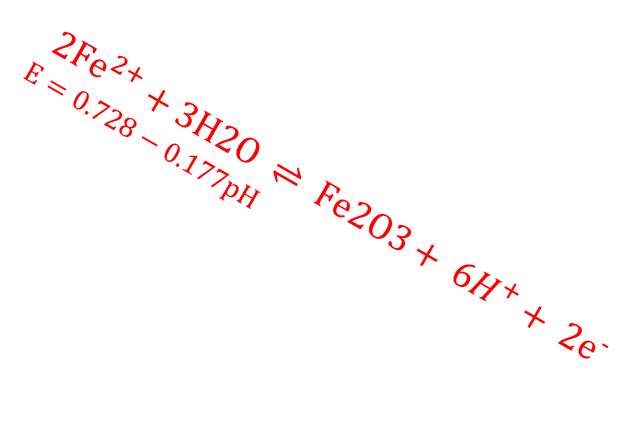 2Fe²⁺ + 3H2O ⇌ Fe2O3 + 6H⁺ + 2e⁻
E = 0.728 − 0.177pH